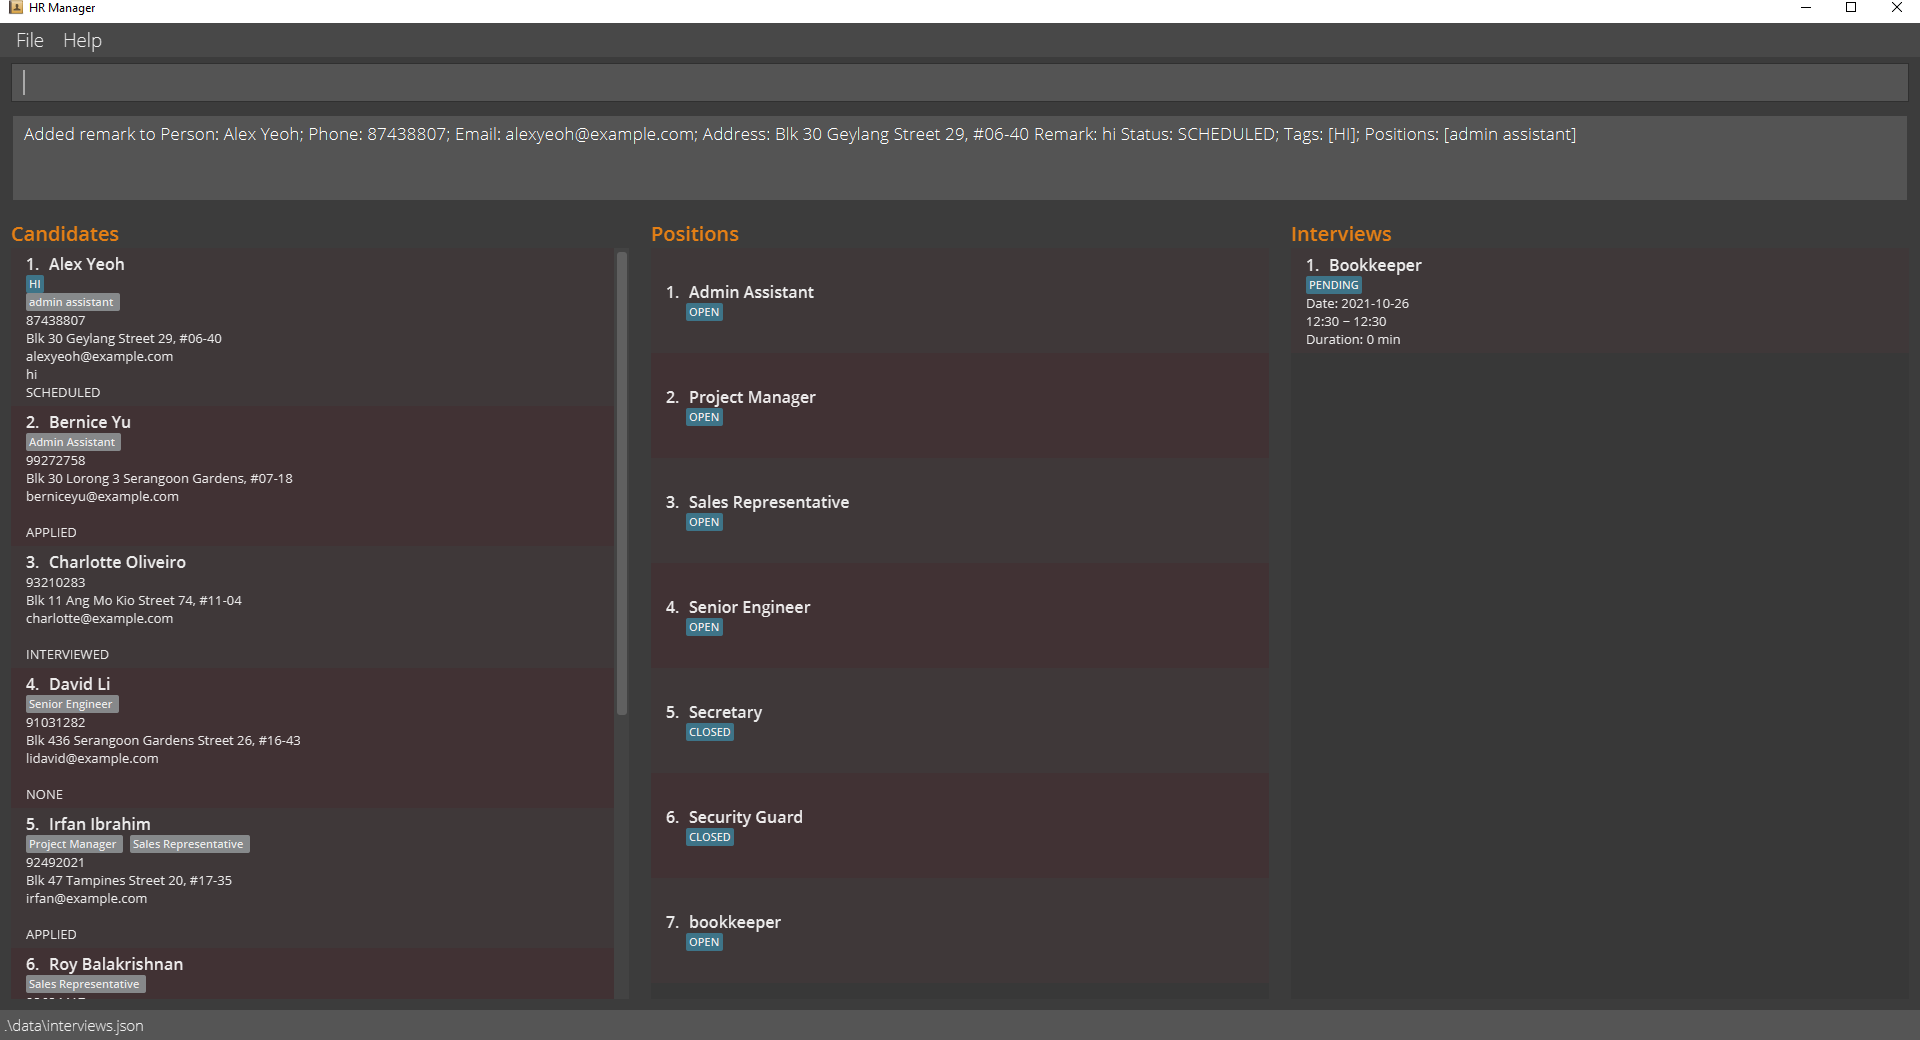 HR Manager
File Help
Added remark to Person: Alex Yeoh; Phone: 87438807; Email: alexyeoh@example.com; Address: Blk 30 Geylang Street 29, #06-40 Remark: hi Status: SCHEDULED; Tags: [HI]; Positions: [admin assistant]
Candidates
1. Alex Yeoh
HI
admin assistant
87438807
Blk 30 Geylang Street 29, #06-40
alexyeoh@example.com
hi
SCHEDULED
2. Bernice Yu
Admin Assistant
99272758
Blk 30 Lorong 3 Serangoon Gardens, #07-18
berniceyu@example.com
APPLIED
3. Charlotte Oliveiro
93210283
Blk 11 Ang Mo Kio Street 74, #11-04
charlotte@example.com
INTERVIEWED
4. David Li
Senior Engineer
91031282
Blk 436 Serangoon Gardens Street 26, #16-43
lidavid@example.com
NONE
5. Irfan Ibrahim
Project Manager Sales Representative
92492021
Blk 47 Tampines Street 20, #17-35
irfan@example.com
APPLIED
6. Roy Balakrishnan
Sales Representative
Positions
1. Admin Assistant
OPEN
2. Project Manager
OPEN
3. Sales Representative
OPEN
4. Senior Engineer
OPEN
5. Secretary
CLOSED
6. Security Guard
CLOSED
7. bookkeeper
OPEN
Interviews
1. Bookkeeper
PENDING
Date: 2021-10-26
12:30 − 12:30
Duration: 0 min
.\data\interviews.json